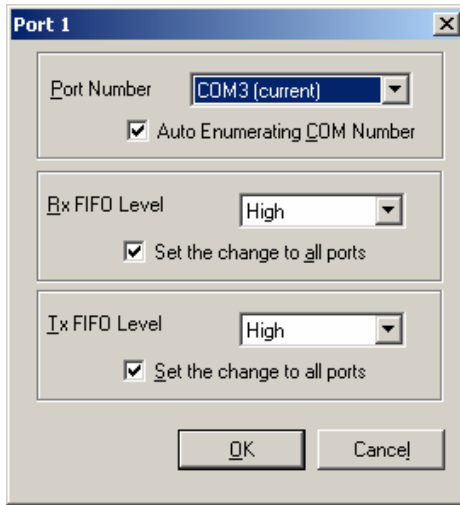 Port 1
Port Number COM3 (current)
Auto Enumerating COM Number
Rx FIFO Level High
Set the change to all ports
Tx FIFO Level High
Set the change to all ports
OK Cancel